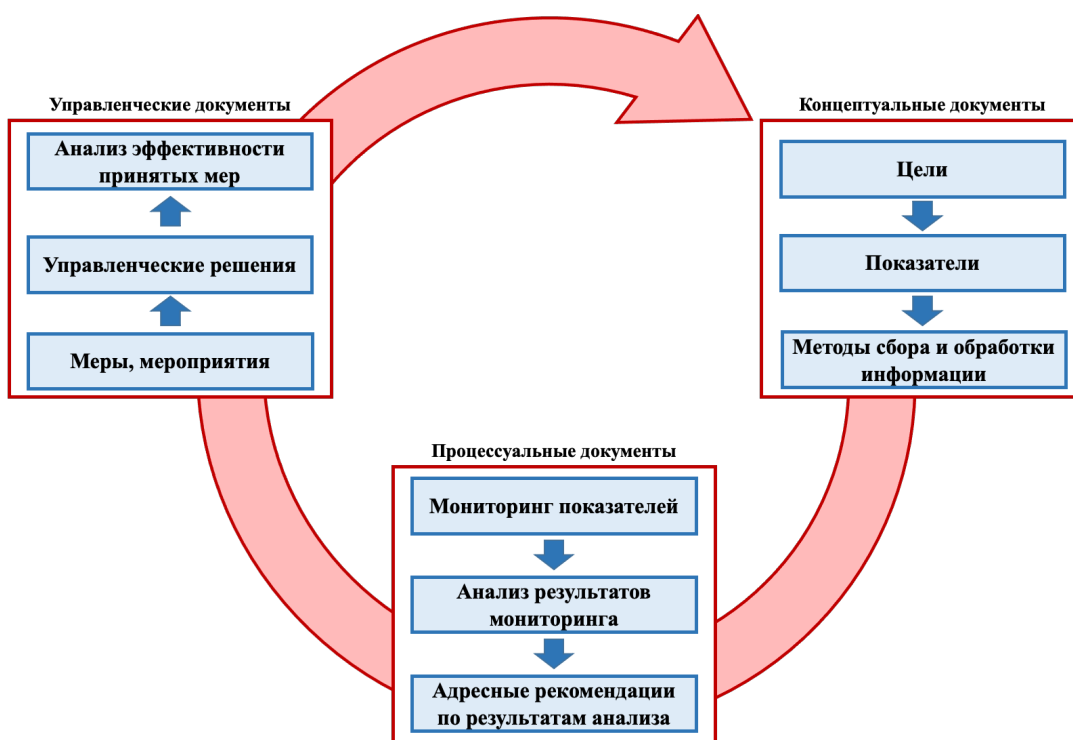 Управленческие документы
Анализ эффективности
принятых мер
Управленческие решения
Меры, мероприятия
Концептуальные документы
Цели
Показатели
Методы сбора и обработки
информации
Процессуальные документы
Мониторинг показателей
Анализ результатов
мониторинга
Адресные рекомендации
по результатам анализа